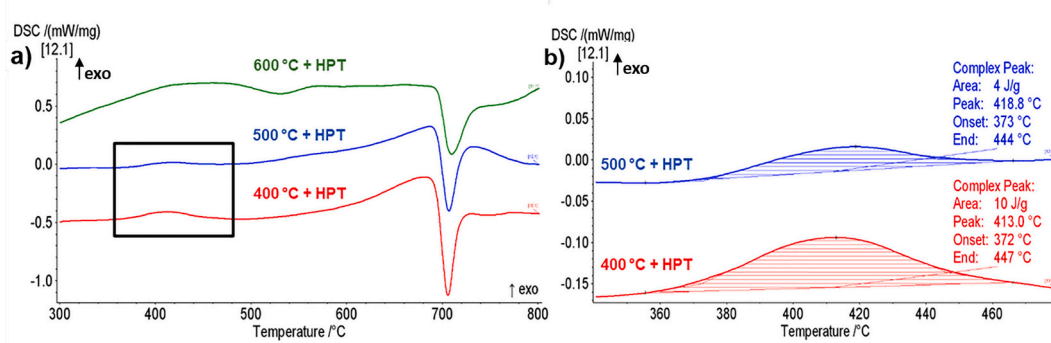 DSC /(mW/mg)
[12.1]
a)
↑ exo
600 °C + HPT
0.5
500 °C + HPT
0.0
400 °C + HPT
-0.5
-1.0
↑ exo
300
400
500
600
700
800
Temperature /°C
DSC /(mW/mg)
[12.1]
b)
↑ exo
0.10
Complex Peak:
Area: 4 J/g
Peak: 418.8 °C
Onset: 373 °C
End: 444 °C
0.05
500 °C + HPT
0.00
-0.05
Complex Peak:
Area: 10 J/g
Peak: 413.0 °C
Onset: 372 °C
End: 447 °C
-0.10
400 °C + HPT
-0.15
340
360
380
400
420
440
460
Temperature /°C